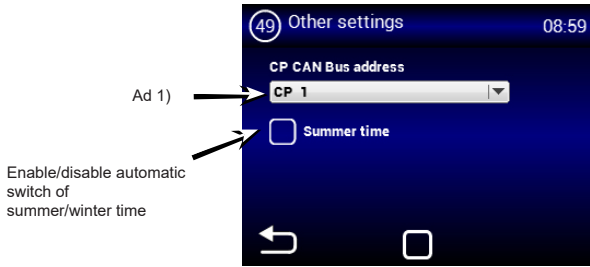 49 Other settings 08:59
CP CAN Bus address
Ad 1)
CP 1
Summer time
Enable/disable automatic
switch of
summer/winter time